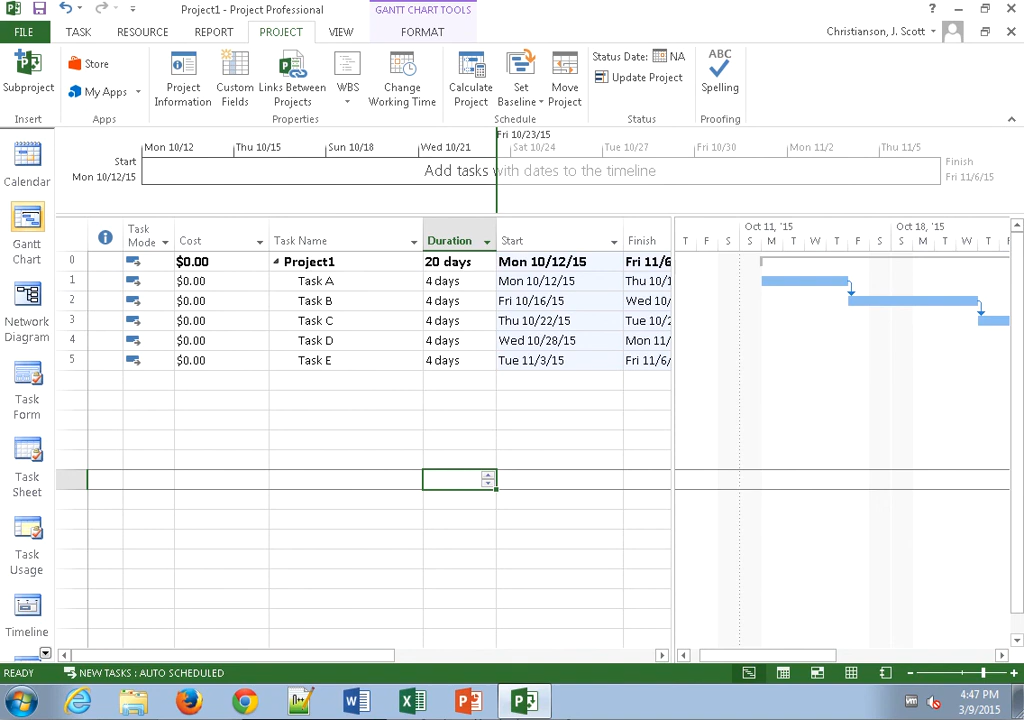 Project1 - Project Professional
GANTT CHART TOOLS
?
FILE
TASK
RESOURCE
REPORT
PROJECT
VIEW
FORMAT
Christianson, J. Scott
Subproject
Insert
Store
My Apps
Apps
Project Information
Custom Fields
Links Between Projects
WBS
Change Working Time
Properties
Calculate Project
Set Baseline
Move Project
Schedule
Status Date: NA
Update Project
Status
ABC
Spelling
Proofing
Fri 10/23/15
Mon 10/12 Thu 10/15 Sun 10/18 Wed 10/21 Sat 10/24 Tue 10/27 Fri 10/30 Mon 11/2 Thu 11/5
Start
Mon 10/12/15
Add tasks with dates to the timeline
Finish
Fri 11/6/15
Calendar
Gantt Chart
Network Diagram
Task Form
Task Sheet
Task Usage
Timeline
Task Mode Cost Task Name Duration Start Finish
Oct 11, '15 Oct 18, '15
T F S S M T W T F S S M T W T F
0 $0.00 Project1 20 days Mon 10/12/15 Fri 11/6
1 $0.00 Task A 4 days Mon 10/12/15 Thu 10/1
2 $0.00 Task B 4 days Fri 10/16/15 Wed 10/
3 $0.00 Task C 4 days Thu 10/22/15 Tue 10/2
4 $0.00 Task D 4 days Wed 10/28/15 Mon 11/
5 $0.00 Task E 4 days Tue 11/3/15 Fri 11/6/
READY
NEW TASKS : AUTO SCHEDULED
4:47 PM
3/9/2015